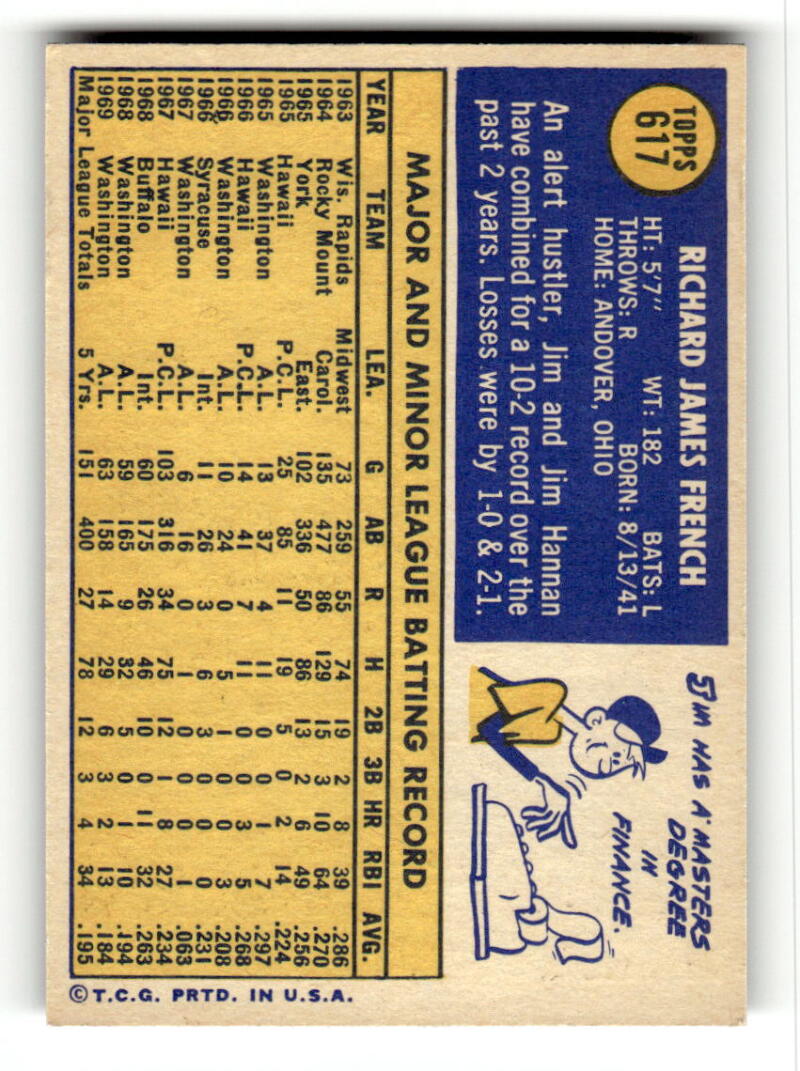 TOPPS
617
RICHARD JAMES FRENCH
HT: 5'7" WT: 182 BATS: L
THROWS: R BORN: 8/13/41
HOME: ANDOVER, OHIO
An alert hustler, Jim and Jim Hannan
have combined for a 10-2 record over the
past 2 years. Losses were by 1-0 & 2-1.
JIM HAS A MASTERS
DEGREE
IN
FINANCE.
MAJOR AND MINOR LEAGUE BATTING RECORD
YEAR TEAM LEA. G AB R H 2B 3B HR RBI AVG.
1963 Wis. Rapids Midwest 73 259 55 74 19 2 8 39 .286
1964 Rocky Mount Carol. 135 477 86 129 15 3 10 64 .270
1965 York East. 102 336 50 86 13 2 6 49 .256
1965 Hawaii P.C.L. 25 85 11 19 5 0 2 14 .224
1965 Washington A.L. 13 37 4 11 0 0 1 7 .297
1966 Hawaii P.C.L. 14 41 7 11 0 0 3 5 .268
1966 Washington A.L. 10 24 0 5 1 0 0 3 .208
1966 Syracuse Int. 11 26 3 6 3 0 0 0 .231
1967 Washington A.L. 6 16 0 1 0 0 0 1 .063
1967 Hawaii P.C.L. 103 316 34 75 12 1 8 27 .234
1968 Buffalo Int. 60 175 26 46 10 0 11 32 .263
1968 Washington A.L. 59 165 9 32 5 0 1 10 .194
1969 Washington A.L. 63 158 14 29 6 3 2 13 .184
Major League Totals 5 Yrs. 151 400 27 78 12 3 4 34 .195
© T.C.G. PRTD. IN U.S.A.